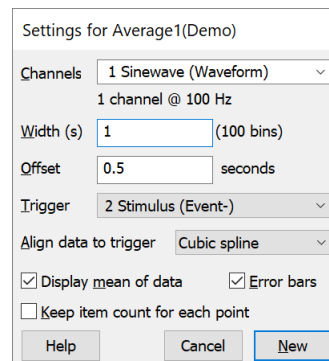 Settings for Average1(Demo)
Channels 1 Sinewave (Waveform)
1 channel @ 100 Hz
Width (s) 1 (100 bins)
Offset 0.5 seconds
Trigger 2 Stimulus (Event-)
Align data to trigger Cubic spline
Display mean of data Error bars
Keep item count for each point
Help Cancel New